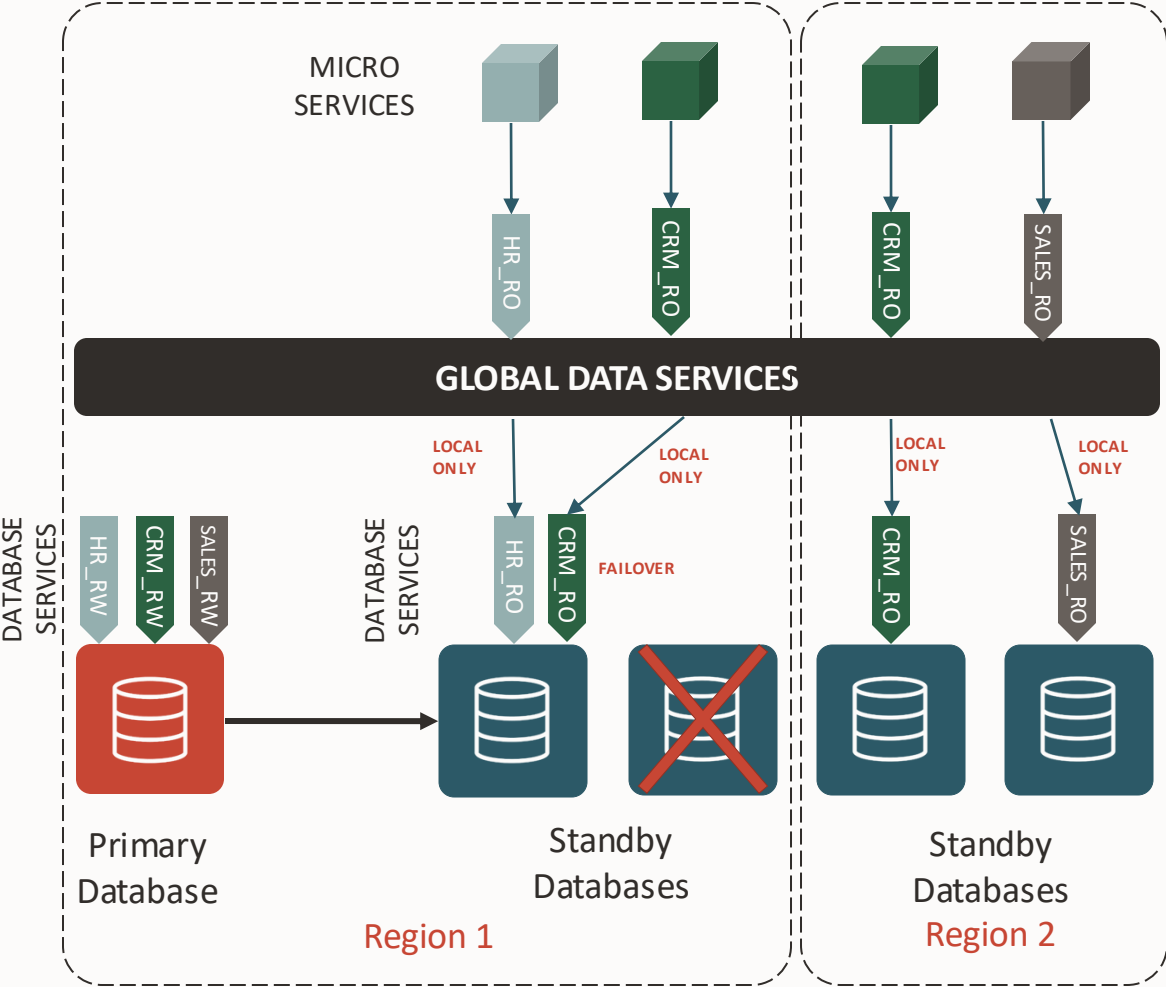 MICRO
SERVICES
HR_RO
CRM_RO
CRM_RO
SALES_RO
GLOBAL DATA SERVICES
LOCAL
ONLY
LOCAL
ONLY
LOCAL
ONLY
LOCAL
ONLY
DATABASE
SERVICES
HR_RW
CRM_RW
SALES_RW
DATABASE
SERVICES
HR_RO
CRM_RO
FAILOVER
CRM_RO
SALES_RO
Primary
Database
Standby
Databases
Standby
Databases
Region 1
Region 2